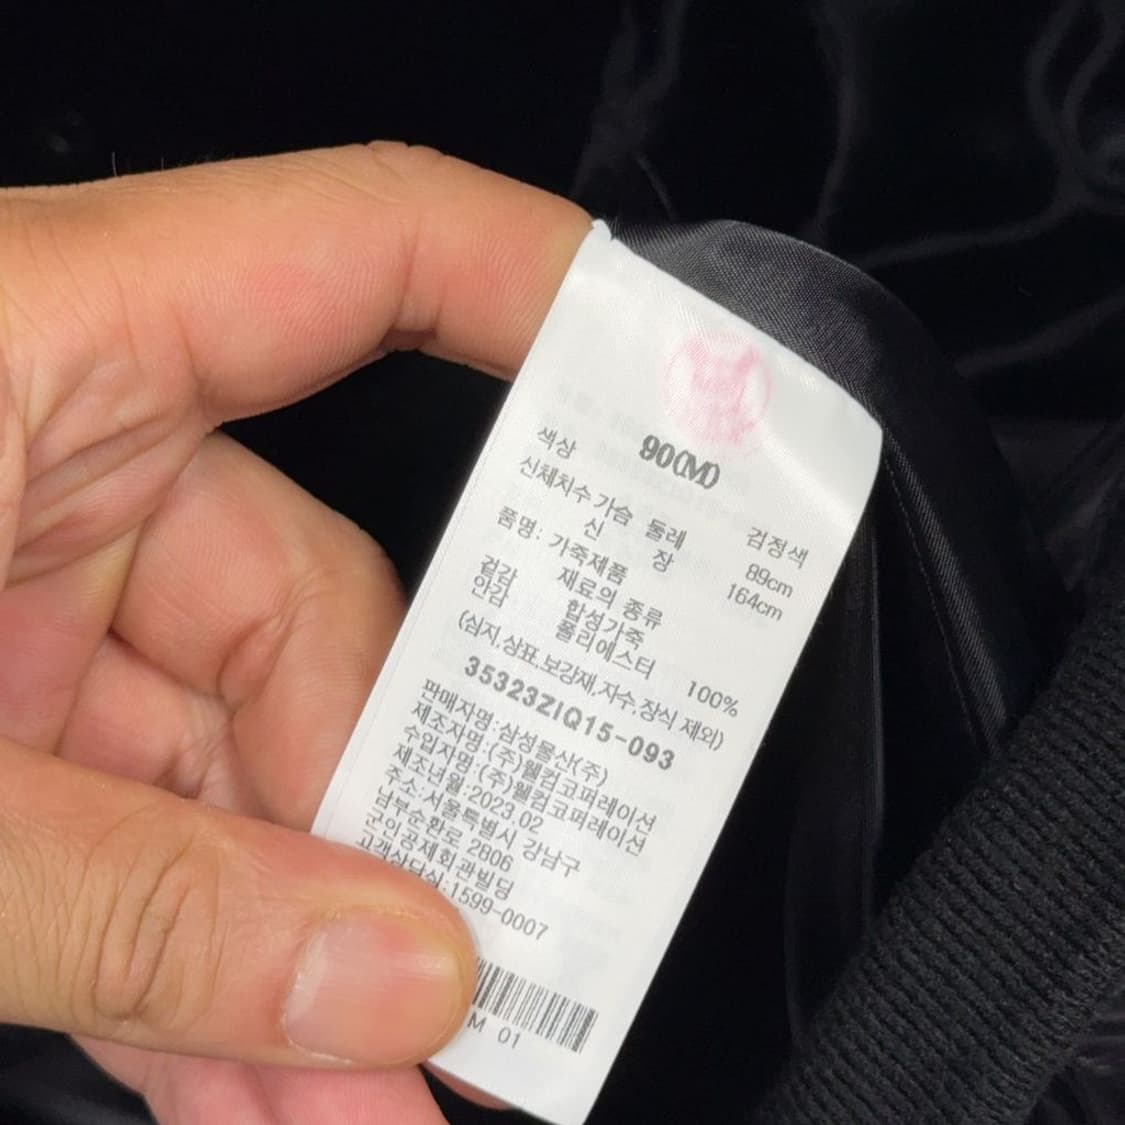 90(M)
색상 검정색
신체치수 가슴 둘레 89cm
신 장 164cm
품명: 가죽제품
재료의 종류
겉감 합성가죽
안감 폴리에스터 100%
(심지,상표,보강재,자수,장식 제외)
35323ZIQ15-093
판매자명:삼성물산(주)
제조자명:(주)웰컴코퍼레이션
수입자명:(주)웰컴코퍼레이션
제조년월:2023.02
주소:서울특별시 강남구
남부순환로 2806
군인공제회관빌딩
고객상담실:1599-0007
M 01